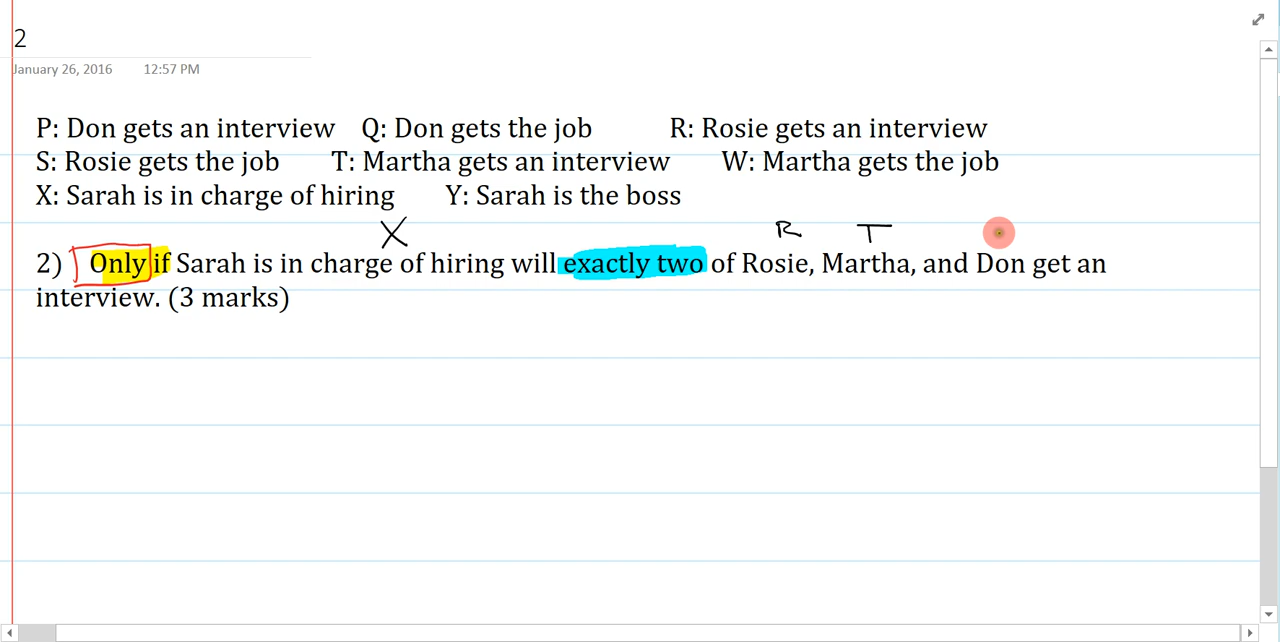 2
January 26, 2016 12:57 PM
P: Don gets an interview Q: Don gets the job R: Rosie gets an interview
S: Rosie gets the job T: Martha gets an interview W: Martha gets the job
X: Sarah is in charge of hiring Y: Sarah is the boss
X R T
2) Only if Sarah is in charge of hiring will exactly two of Rosie, Martha, and Don get an
interview. (3 marks)